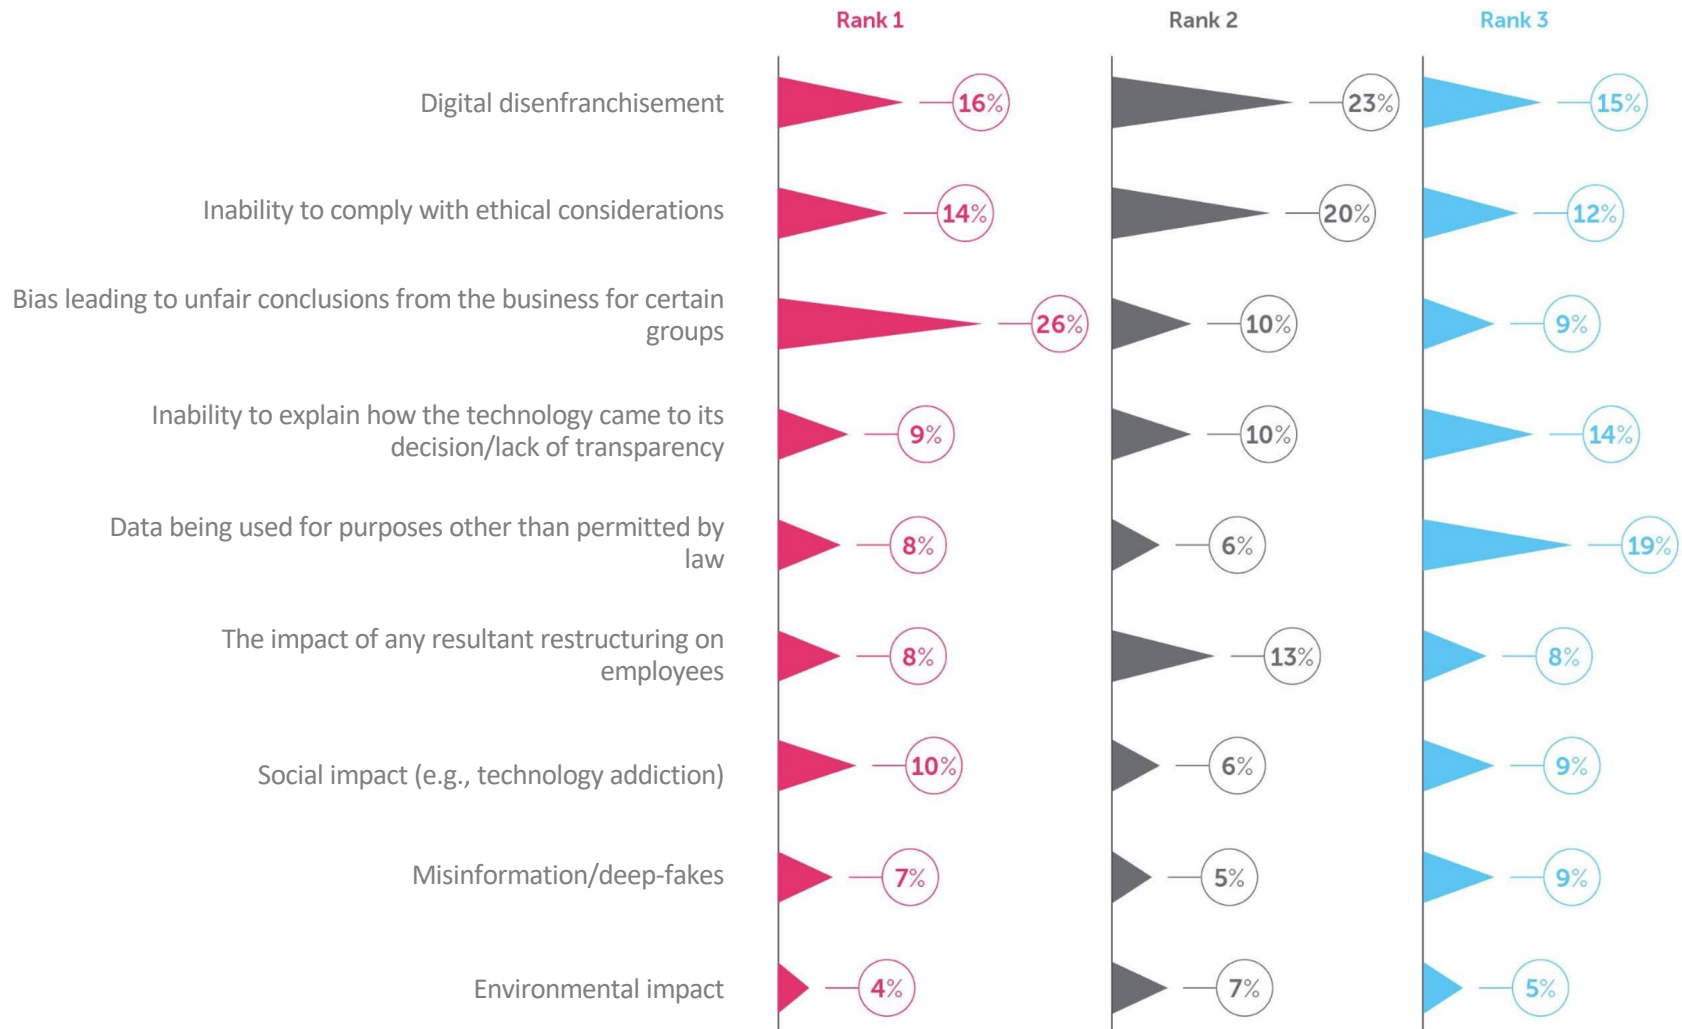 Rank 1 Rank 2 Rank 3
Digital disenfranchisement 16% 23% 15%
Inability to comply with ethical considerations 14% 20% 12%
Bias leading to unfair conclusions from the business for certain
groups 26% 10% 9%
Inability to explain how the technology came to its
decision/lack of transparency 9% 10% 14%
Data being used for purposes other than permitted by
law 8% 6% 19%
The impact of any resultant restructuring on
employees 8% 13% 8%
Social impact (e.g., technology addiction) 10% 6% 9%
Misinformation/deep-fakes 7% 5% 9%
Environmental impact 4% 7% 5%